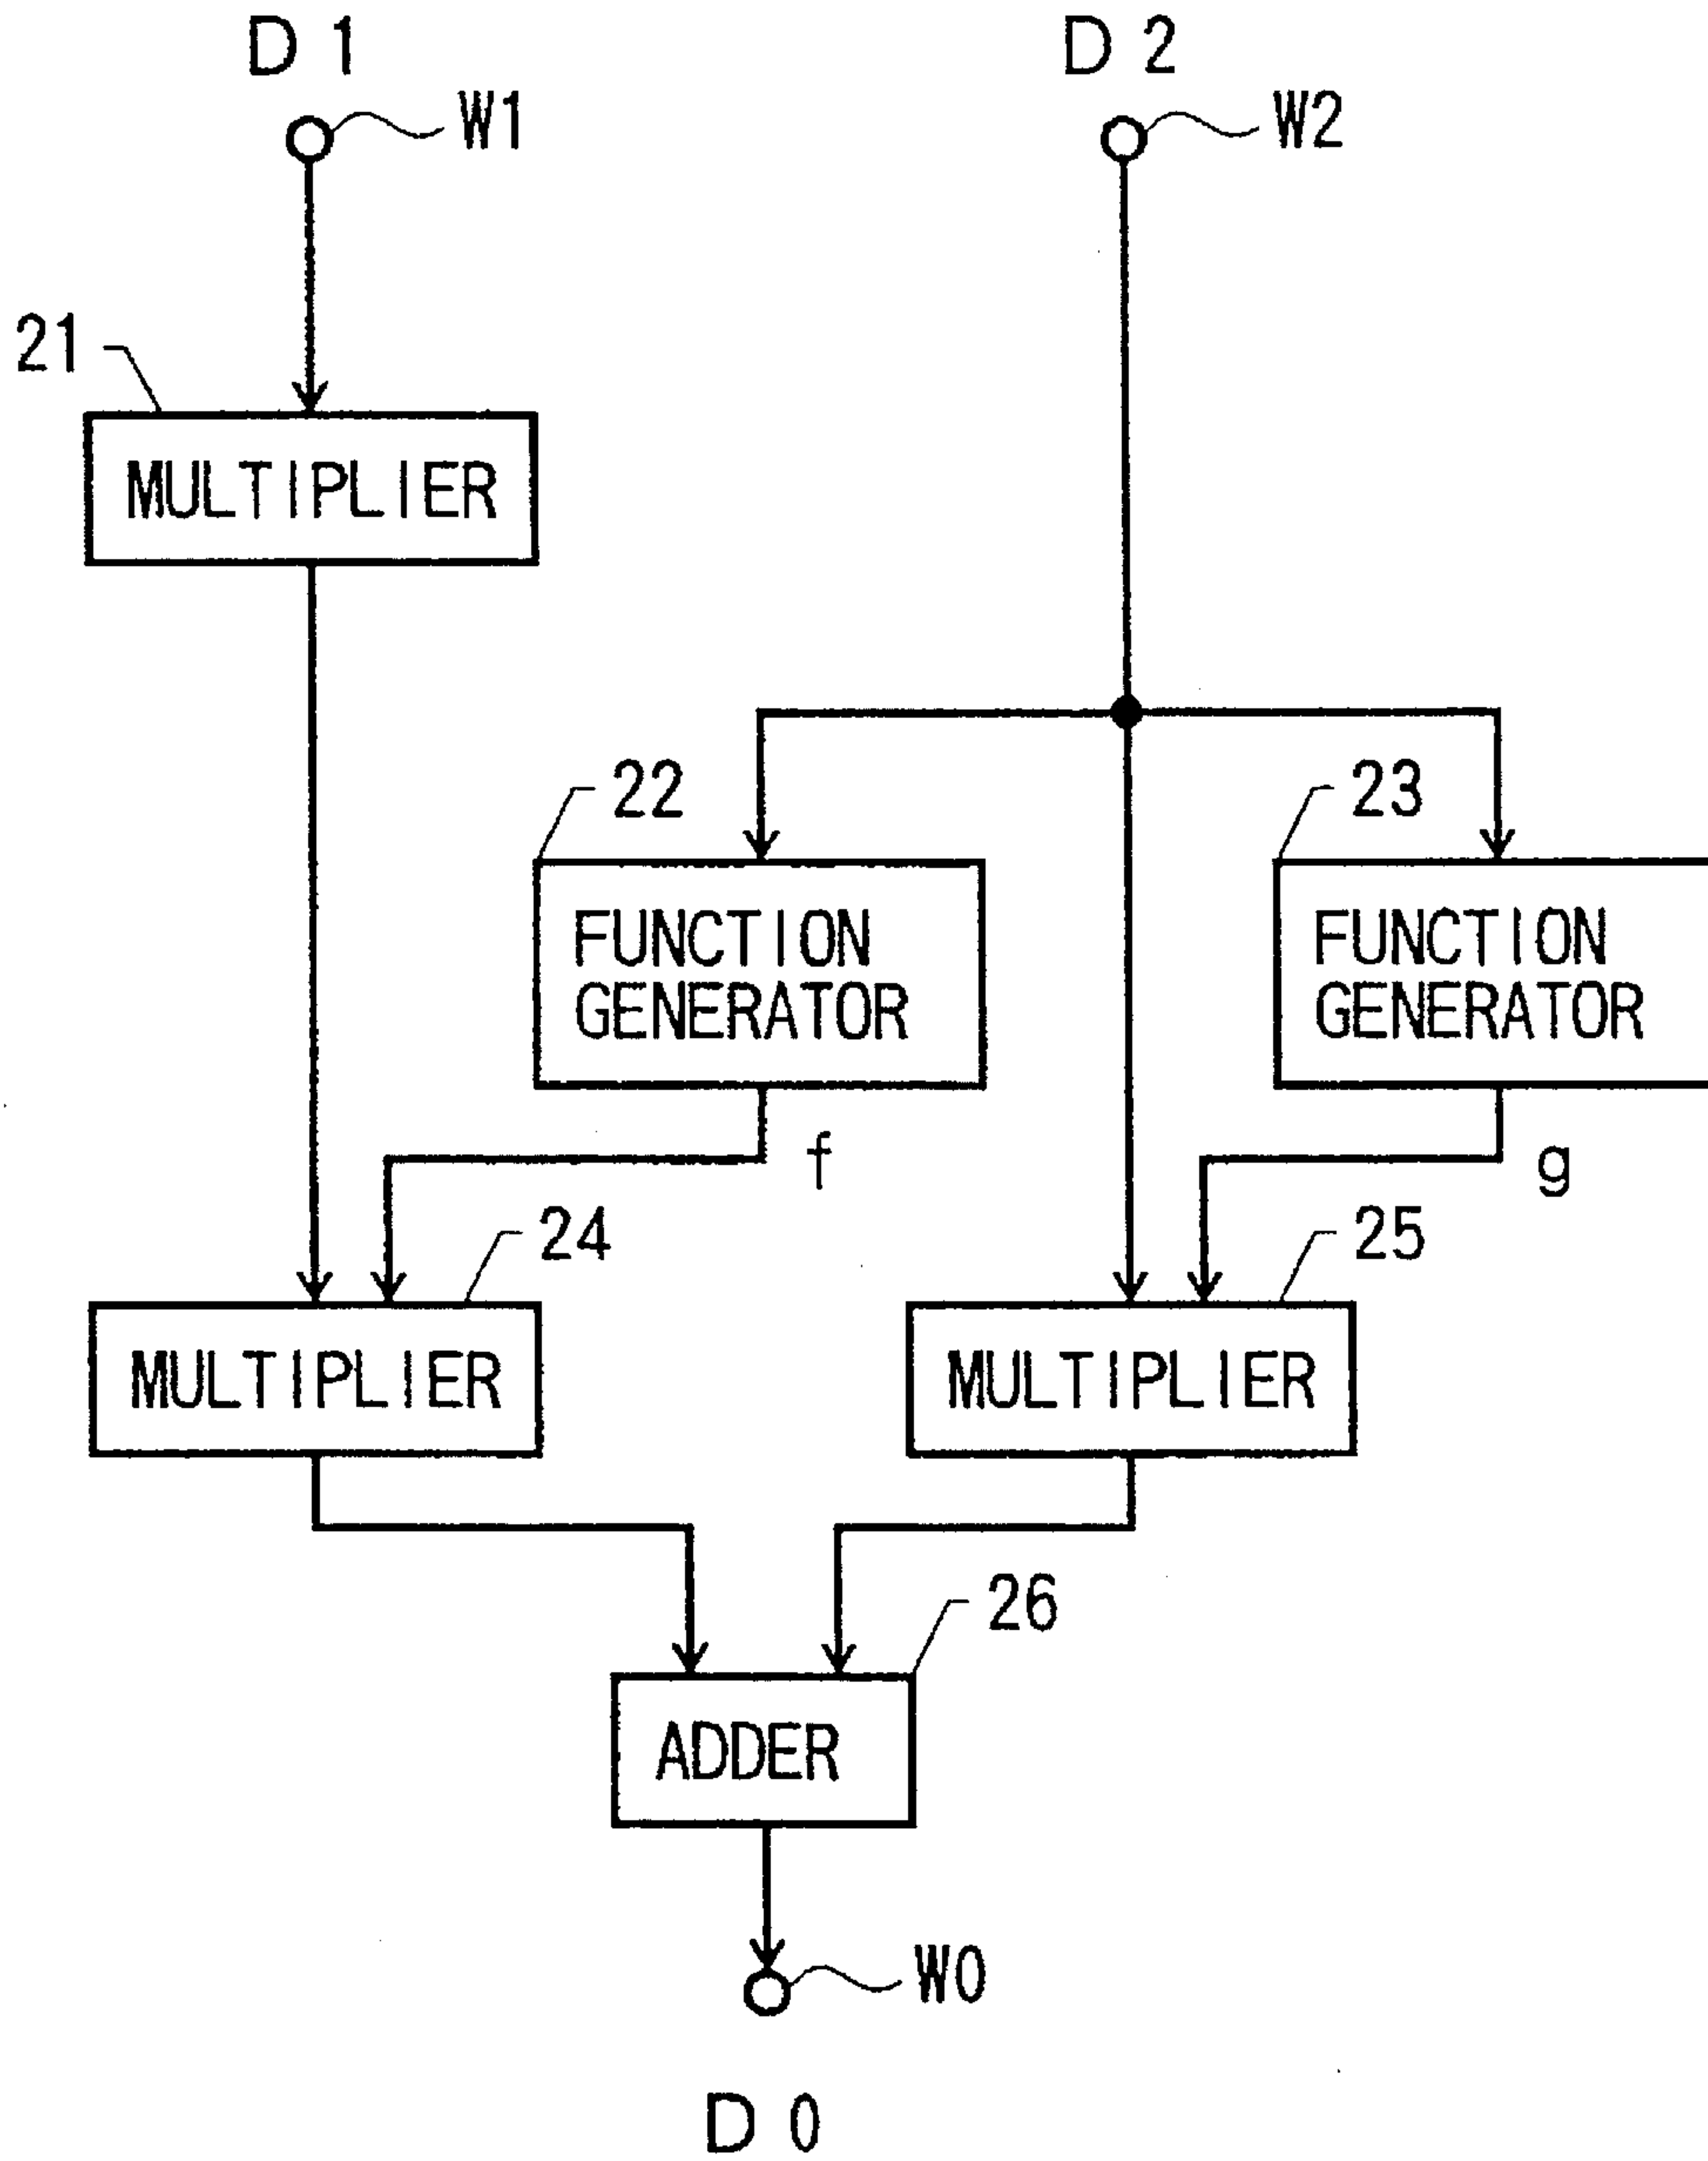 D 1
D 2
W1
W2
21
MULTIPLIER
22
23
FUNCTION
GENERATOR
FUNCTION
GENERATOR
f
g
24
25
MULTIPLIER
MULTIPLIER
26
ADDER
W0
D 0